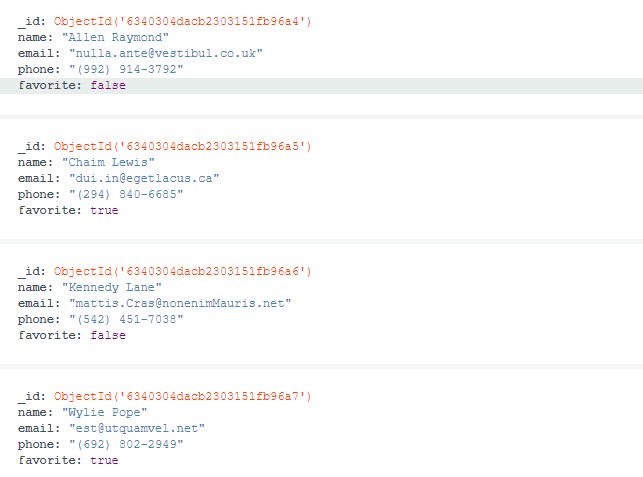 _id: ObjectId('6340304dacb2303151fb96a4')
name: "Allen Raymond"
email: "nulla.ante@vestibul.co.uk"
phone: "(992) 914-3792"
favorite: false
_id: ObjectId('6340304dacb2303151fb96a5')
name: "Chaim Lewis"
email: "dui.in@egetlacus.ca"
phone: "(294) 840-6685"
favorite: true
_id: ObjectId('6340304dacb2303151fb96a6')
name: "Kennedy Lane"
email: "mattis.Cras@nonenimMauris.net"
phone: "(542) 451-7038"
favorite: false
_id: ObjectId('6340304dacb2303151fb96a7')
name: "Wylie Pope"
email: "est@utquamvel.net"
phone: "(692) 802-2949"
favorite: true